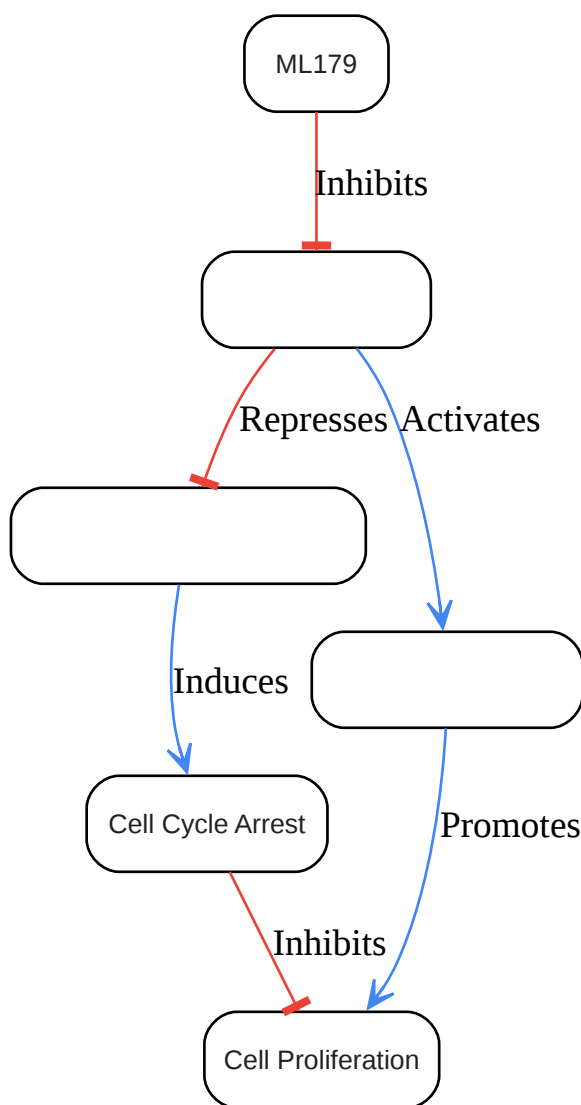 ML179
Inhibits
Represses
Activates
Induces
Cell Cycle Arrest
Promotes
Inhibits
Cell Proliferation